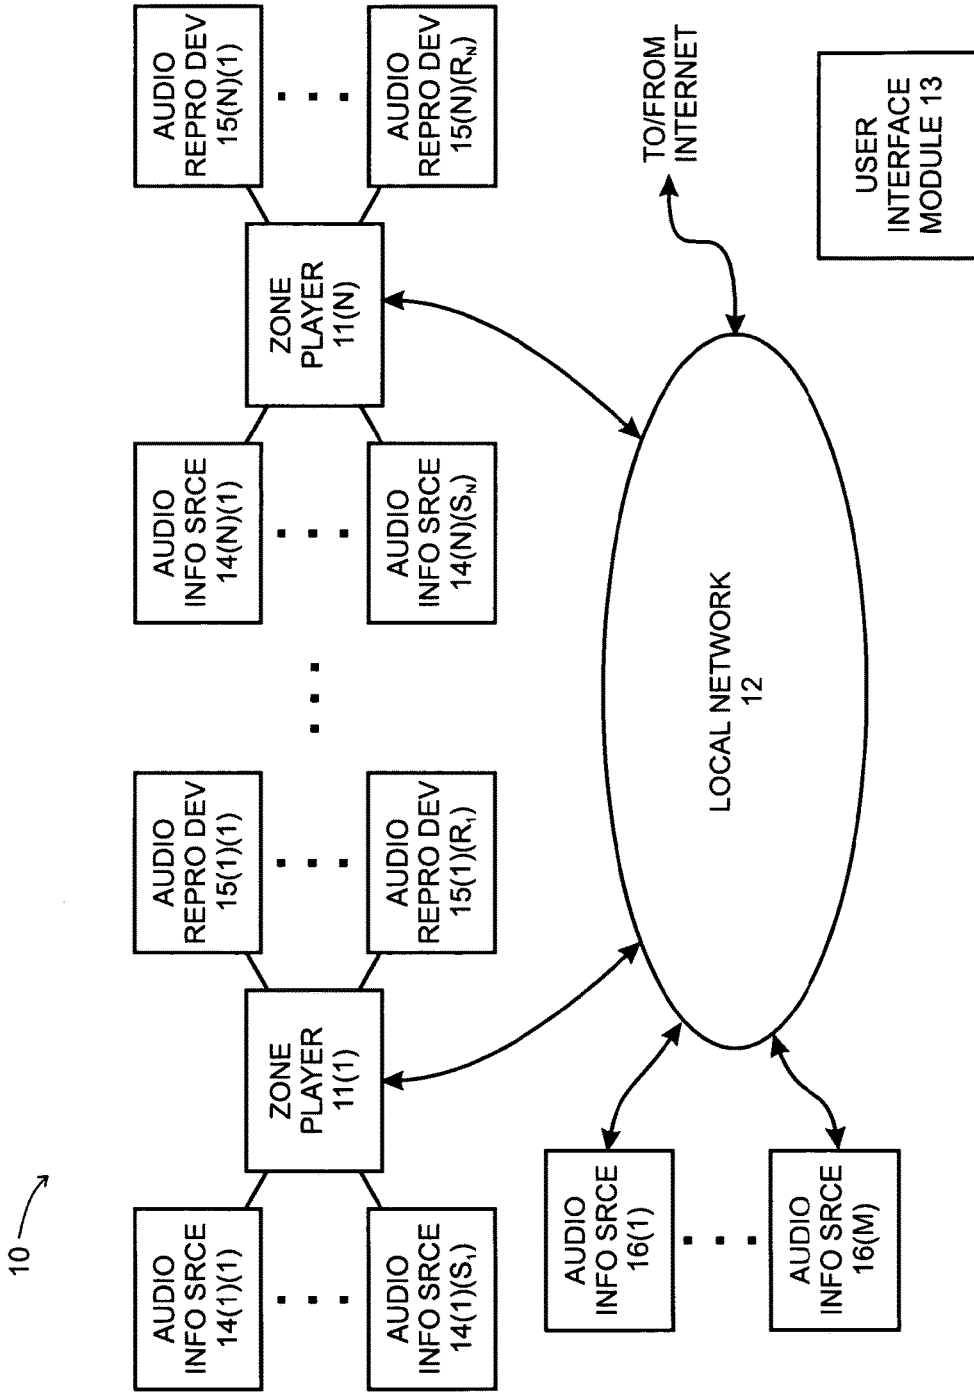 10
AUDIO
INFO SRCE
14(1)(1)
AUDIO
INFO SRCE
14(1)(S₁)
ZONE
PLAYER
11(1)
AUDIO
REPRO DEV
15(1)(1)
AUDIO
REPRO DEV
15(1)(R₁)
AUDIO
INFO SRCE
14(N)(1)
AUDIO
INFO SRCE
14(N)(S_N)
ZONE
PLAYER
11(N)
AUDIO
REPRO DEV
15(N)(1)
AUDIO
REPRO DEV
15(N)(R_N)
AUDIO
INFO SRCE
16(1)
AUDIO
INFO SRCE
16(M)
LOCAL NETWORK
12
TO/FROM
INTERNET
USER
INTERFACE
MODULE 13